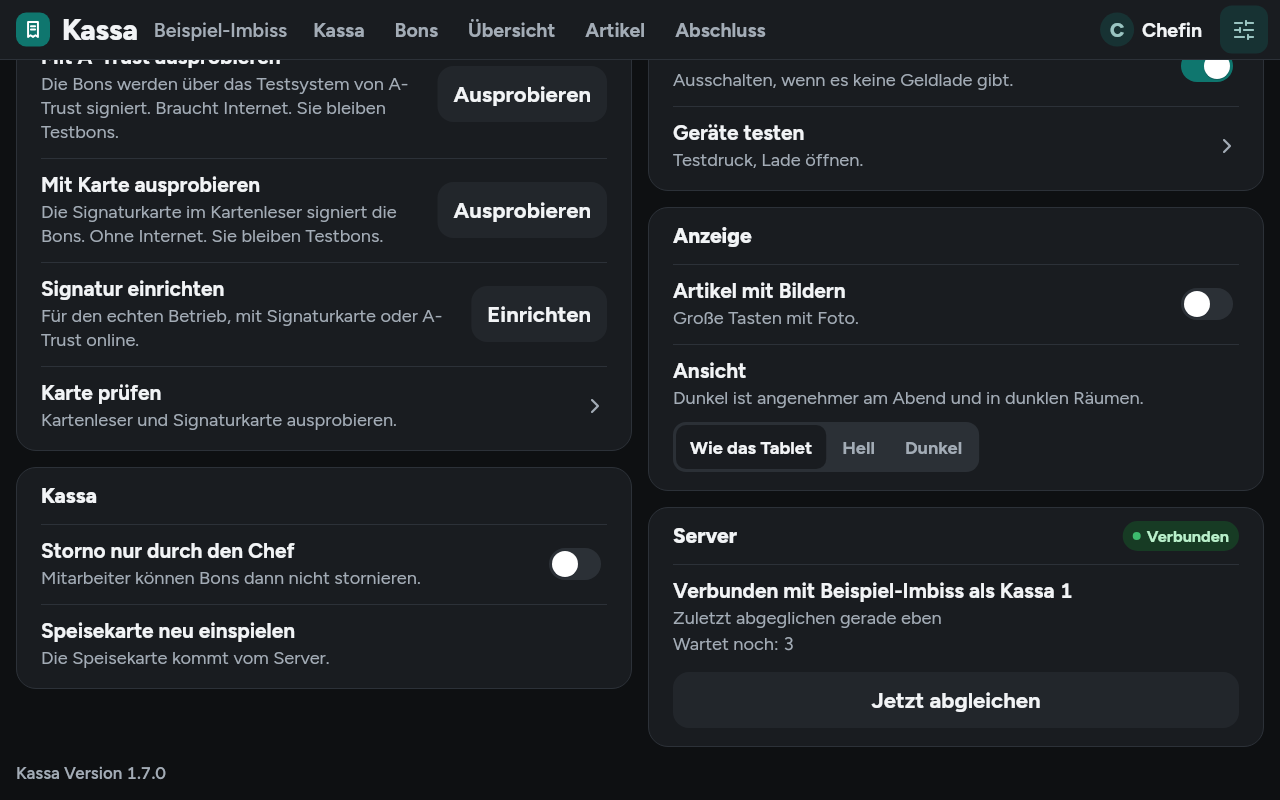 Kassa Beispiel-Imbiss Kassa Bons Übersicht Artikel Abschluss C Chefin
Mit A-Trust ausprobieren
Die Bons werden über das Testsystem von A-
Trust signiert. Braucht Internet. Sie bleiben
Testbons.
Ausprobieren
Mit Karte ausprobieren
Die Signaturkarte im Kartenleser signiert die
Bons. Ohne Internet. Sie bleiben Testbons.
Ausprobieren
Signatur einrichten
Für den echten Betrieb, mit Signaturkarte oder A-
Trust online.
Einrichten
Karte prüfen
Kartenleser und Signaturkarte ausprobieren.
Kassa
Storno nur durch den Chef
Mitarbeiter können Bons dann nicht stornieren.
Speisekarte neu einspielen
Die Speisekarte kommt vom Server.
Ausschalten, wenn es keine Geldlade gibt.
Geräte testen
Testdruck, Lade öffnen.
Anzeige
Artikel mit Bildern
Große Tasten mit Foto.
Ansicht
Dunkel ist angenehmer am Abend und in dunklen Räumen.
Wie das Tablet Hell Dunkel
Server Verbunden
Verbunden mit Beispiel-Imbiss als Kassa 1
Zuletzt abgeglichen gerade eben
Wartet noch: 3
Jetzt abgleichen
Kassa Version 1.7.0